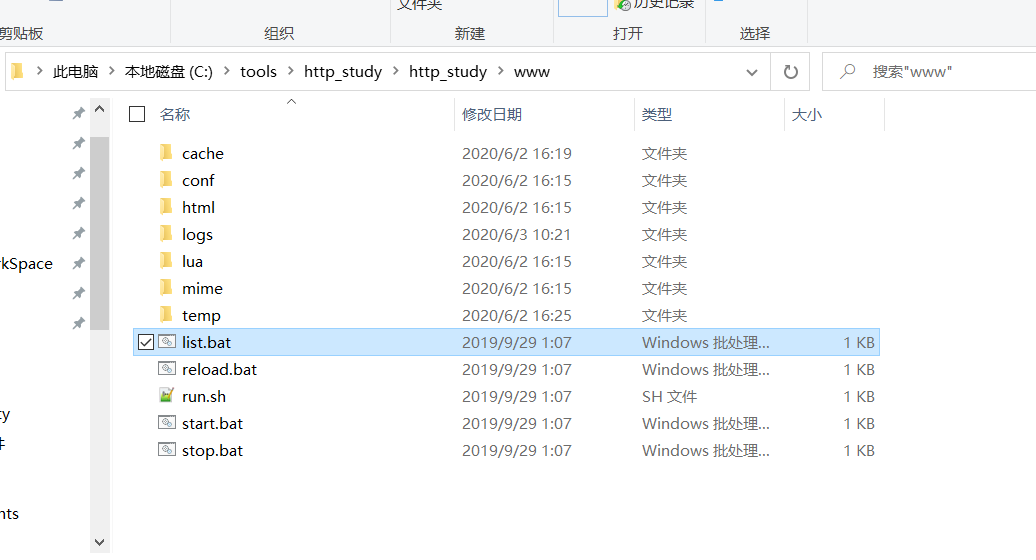 文件夹 历史记录
剪贴板 组织 新建 打开 选择
此电脑 本地磁盘 (C:) tools http_study http_study www 搜索"www"
名称 修改日期 类型 大小
cache 2020/6/2 16:19 文件夹
conf 2020/6/2 16:15 文件夹
html 2020/6/2 16:15 文件夹
logs 2020/6/3 10:21 文件夹
rkSpace lua 2020/6/2 16:15 文件夹
mime 2020/6/2 16:15 文件夹
temp 2020/6/2 16:25 文件夹
list.bat 2019/9/29 1:07 Windows 批处理... 1 KB
reload.bat 2019/9/29 1:07 Windows 批处理... 1 KB
run.sh 2019/9/29 1:07 SH 文件 1 KB
ty start.bat 2019/9/29 1:07 Windows 批处理... 1 KB
stop.bat 2019/9/29 1:07 Windows 批处理... 1 KB
nts